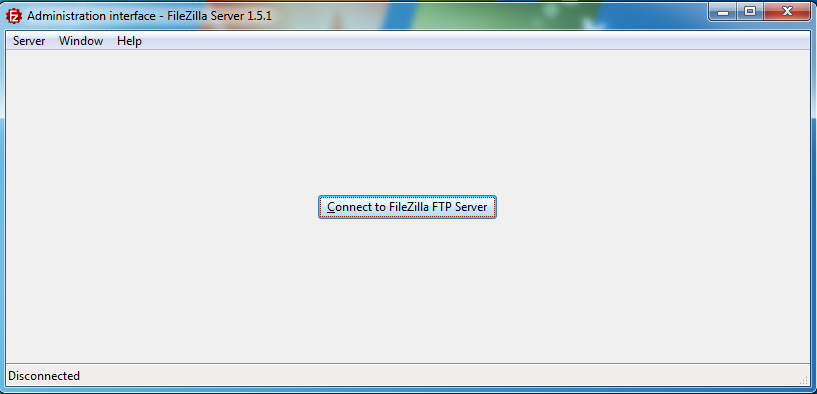 Administration interface - FileZilla Server 1.5.1
Server Window Help
Connect to FileZilla FTP Server
Disconnected